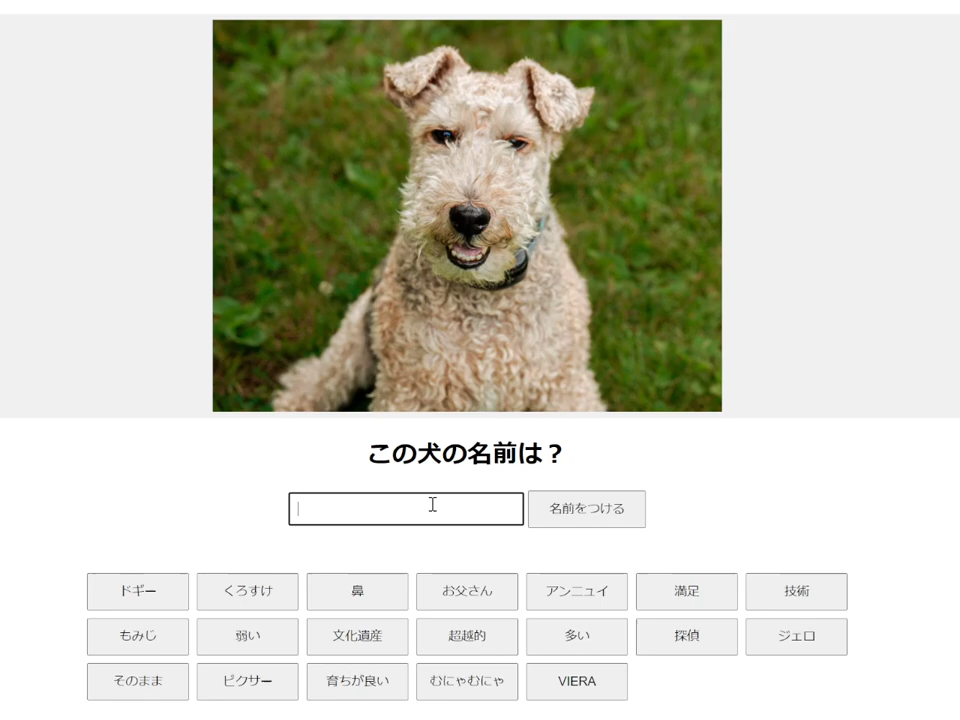 この犬の名前は？
名前をつける
ドギー くろすけ 鼻 お父さん アンニュイ 満足 技術
もみじ 弱い 文化遺産 超越的 多い 探偵 ジェロ
そのまま ピクサー 育ちが良い むにゃむにゃ VIERA